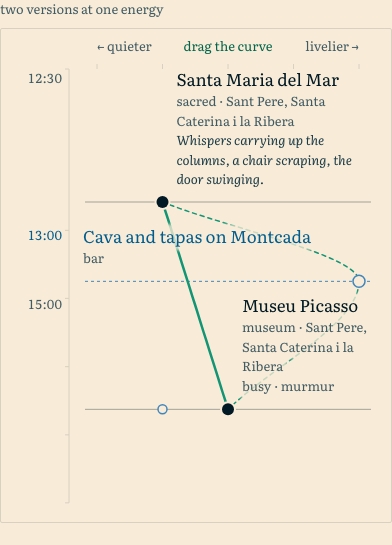 two versions at one energy
← quieter drag the curve livelier →
12:30
Santa Maria del Mar
sacred · Sant Pere, Santa
Caterina i la Ribera
Whispers carrying up the
columns, a chair scraping, the
door swinging.
13:00
Cava and tapas on Montcada
bar
15:00
Museu Picasso
museum · Sant Pere,
Santa Caterina i la
Ribera
busy · murmur